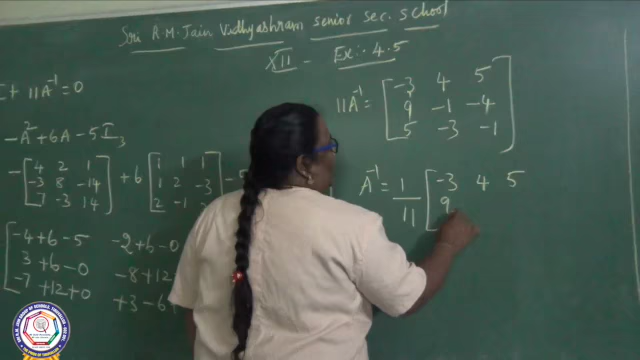 Sri R.M. Jain Vidhyashram senior sec. school
XII - Ex:- 4.5
I + 11A⁻¹ = 0
-A² + 6A - 5I₃
- [4 2 1] + 6 [1 1 1]
[-3 8 -14] [1 2 -3]
[7 -3 14] [2 -1
-4+6-5 -2+6-0
3+6-0 -8+12
-7+12+0 +3-6
11A⁻¹ = [-3 4 5]
[9 -1 -4]
[5 -3 -1]
A⁻¹ = 1/11 [-3 4 5
9